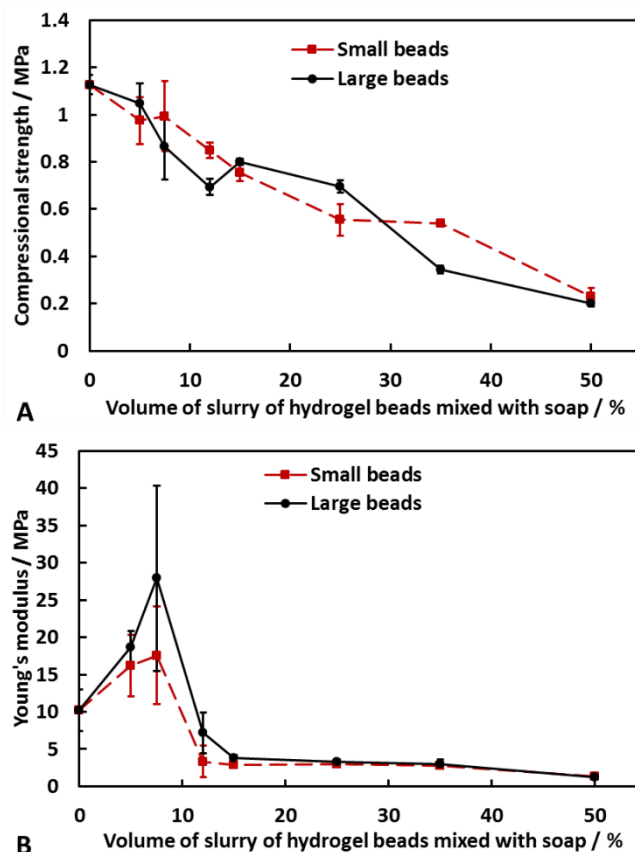 1.4
1.2
1
0.8
0.6
0.4
0.2
0
Compressional strength / MPa
Small beads
Large beads
0 10 20 30 40 50
Volume of slurry of hydrogel beads mixed with soap / %
A
45
40
35
30
25
20
15
10
5
0
Young's modulus / MPa
Small beads
Large beads
0 10 20 30 40 50
Volume of slurry of hydrogel beads mixed with soap / %
B